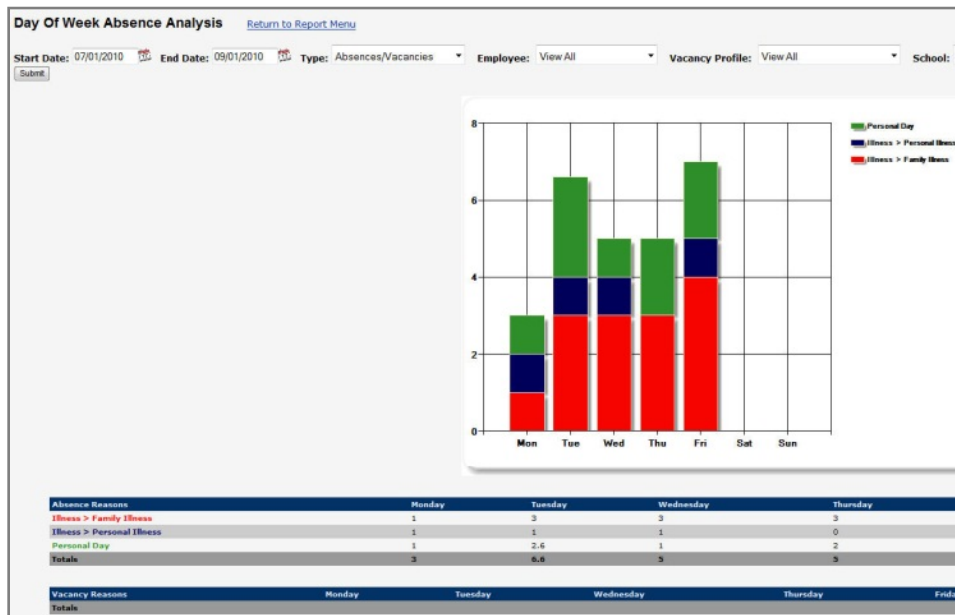 Day Of Week Absence Analysis Return to Report Menu
Start Date: 07/01/2010 End Date: 09/01/2010 Type: Absences/Vacancies Employee: View All Vacancy Profile: View All School:
Submit
8
6
4
2
0
Mon Tue Wed Thu Fri Sat Sun
Personal Day
Illness > Personal Illness
Illness > Family Illness
Absence Reasons Monday Tuesday Wednesday Thursday
Illness > Family Illness 1 3 3 3
Illness > Personal Illness 1 1 1 0
Personal Day 1 2.6 1 2
Totals 3 6.6 5 5
Vacancy Reasons Monday Tuesday Wednesday Thursday Frida
Totals